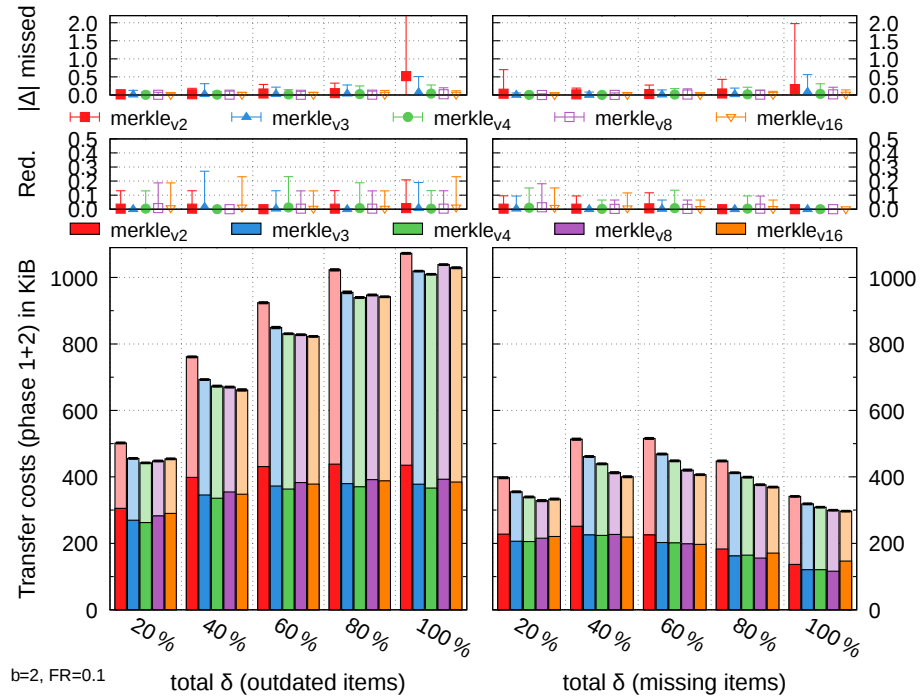 |Δ| missed
2.0 2.0
1.5 1.5
1.0 1.0
0.5 0.5
0.0 0.0
merkle_v2 merkle_v3 merkle_v4 merkle_v8 merkle_v16
Red.
0.5 0.5
0.4 0.4
0.3 0.3
0.2 0.2
0.1 0.1
0.0 0.0
merkle_v2 merkle_v3 merkle_v4 merkle_v8 merkle_v16
Transfer costs (phase 1+2) in KiB
1000 1000
800 800
600 600
400 400
200 200
0 0
20 % 40 % 60 % 80 % 100 % 20 % 40 % 60 % 80 % 100 %
total δ (outdated items) total δ (missing items)
b=2, FR=0.1